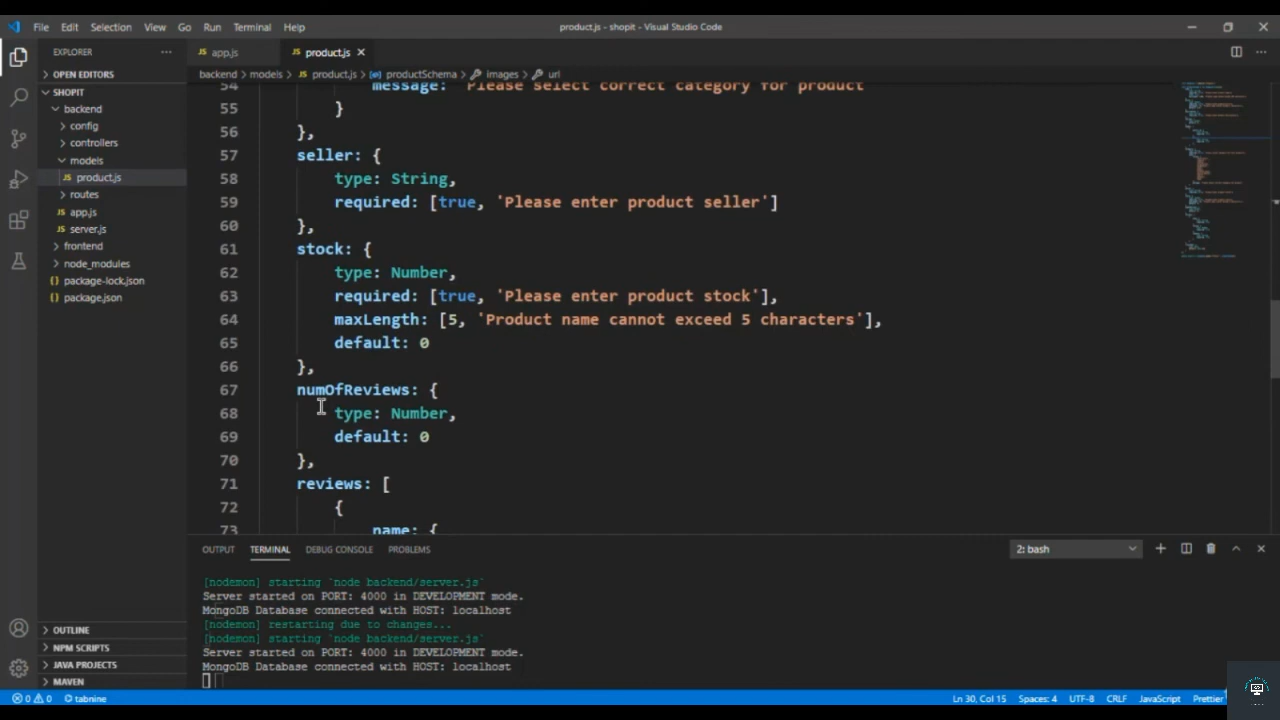 File Edit Selection View Go Run Terminal Help product.js - shopit - Visual Studio Code
EXPLORER
OPEN EDITORS
SHOPIT
backend
config
controllers
models
product.js
routes
app.js
server.js
frontend
node_modules
package-lock.json
package.json
OUTLINE
NPM SCRIPTS
JAVA PROJECTS
MAVEN
app.js product.js
backend > models > product.js > productSchema > images > url
54 message: 'Please select correct category for product
55 }
56 },
57 seller: {
58 type: String,
59 required: [true, 'Please enter product seller']
60 },
61 stock: {
62 type: Number,
63 required: [true, 'Please enter product stock'],
64 maxLength: [5, 'Product name cannot exceed 5 characters'],
65 default: 0
66 },
67 numOfReviews: {
68 type: Number,
69 default: 0
70 },
71 reviews: [
72 {
73 name: {
OUTPUT TERMINAL DEBUG CONSOLE PROBLEMS 2: bash
[nodemon] starting `node backend/server.js`
Server started on PORT: 4000 in DEVELOPMENT mode.
MongoDB Database connected with HOST: localhost
[nodemon] restarting due to changes...
[nodemon] starting `node backend/server.js`
Server started on PORT: 4000 in DEVELOPMENT mode.
MongoDB Database connected with HOST: localhost
0 0 tabnine Ln 30, Col 15 Spaces: 4 UTF-8 CRLF JavaScript Prettier